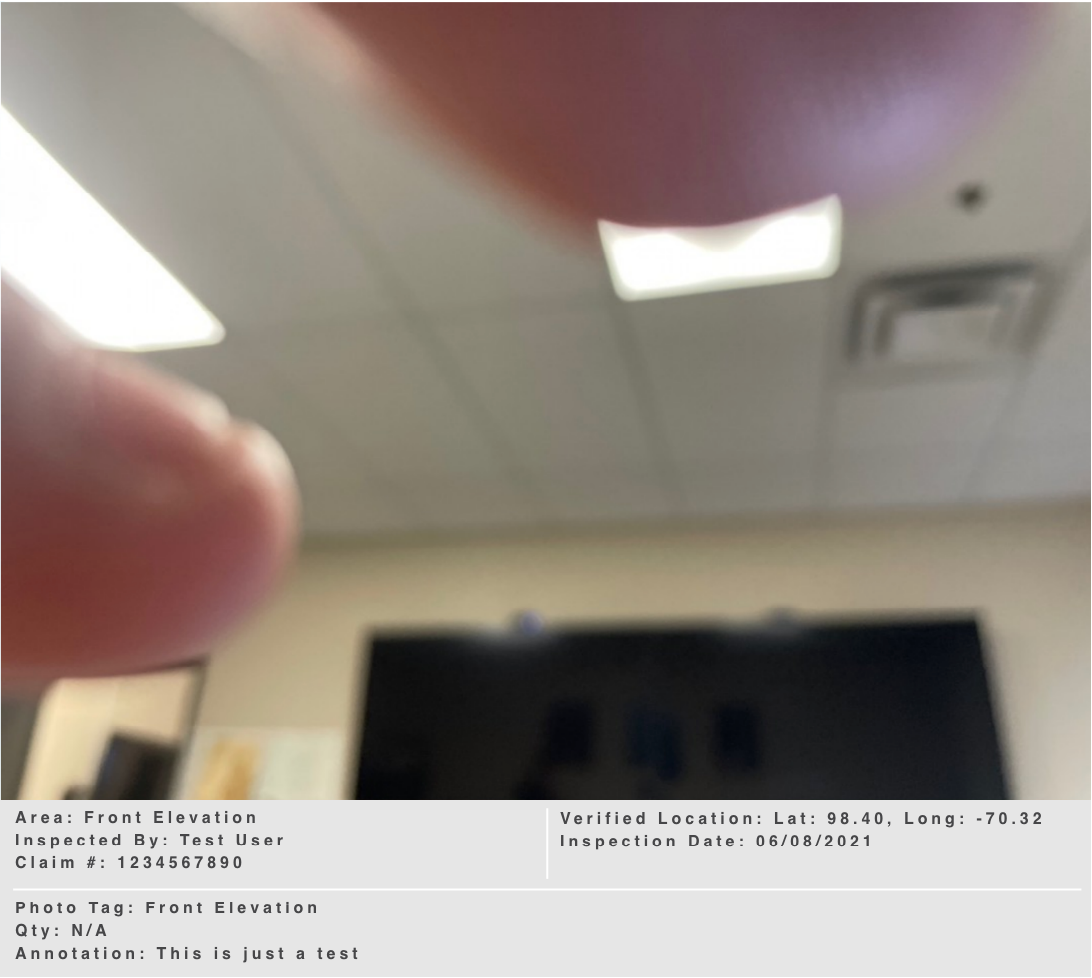 Area: Front Elevation
Inspected By: Test User
Claim #: 1234567890
Verified Location: Lat: 98.40, Long: -70.32
Inspection Date: 06/08/2021
Photo Tag: Front Elevation
Qty: N/A
Annotation: This is just a test